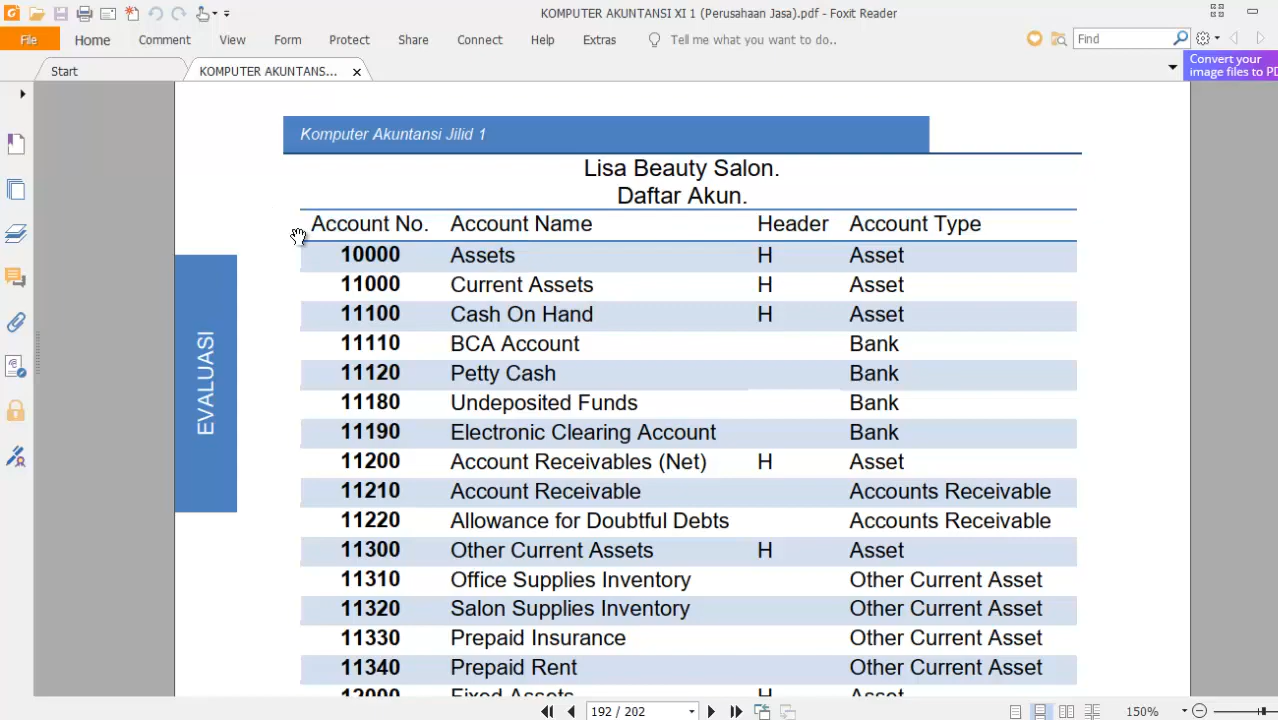 KOMPUTER AKUNTANSI XI 1 (Perusahaan Jasa).pdf - Foxit Reader
File Home Comment View Form Protect Share Connect Help Extras Tell me what you want to do.. Find
Start KOMPUTER AKUNTANS... Convert your
image files to PD
Komputer Akuntansi Jilid 1
Lisa Beauty Salon.
Daftar Akun.
Account No. Account Name Header Account Type
10000 Assets H Asset
11000 Current Assets H Asset
11100 Cash On Hand H Asset
11110 BCA Account Bank
11120 Petty Cash Bank
11180 Undeposited Funds Bank
11190 Electronic Clearing Account Bank
11200 Account Receivables (Net) H Asset
11210 Account Receivable Accounts Receivable
11220 Allowance for Doubtful Debts Accounts Receivable
11300 Other Current Assets H Asset
11310 Office Supplies Inventory Other Current Asset
11320 Salon Supplies Inventory Other Current Asset
11330 Prepaid Insurance Other Current Asset
11340 Prepaid Rent Other Current Asset
12000 Fixed Assets H Asset
EVALUASI
192 / 202 150%